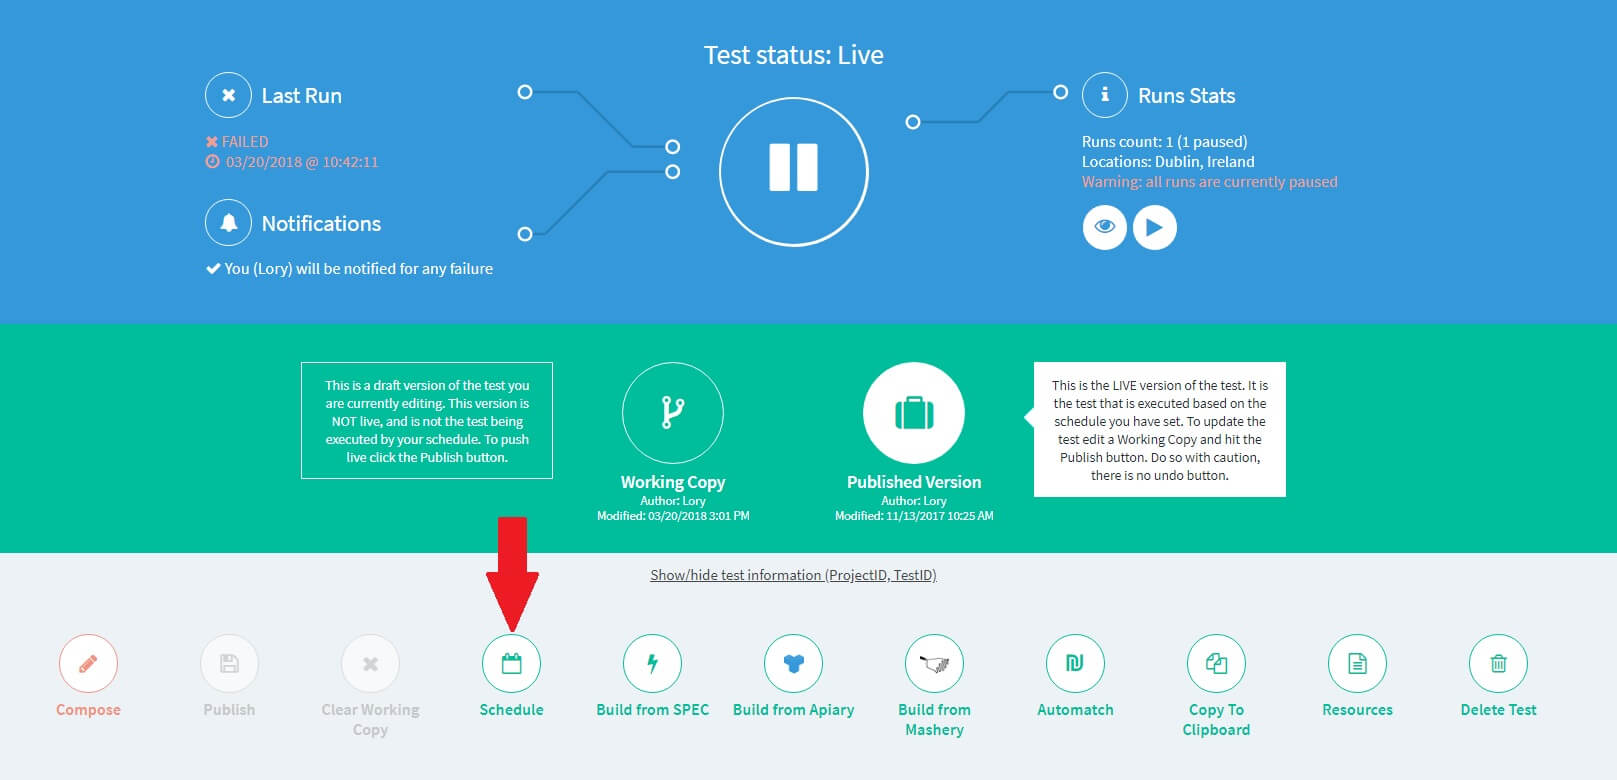 Test status: Live
Last Run
FAILED
03/20/2018 @ 10:42:11
Notifications
You (Lory) will be notified for any failure
Runs Stats
Runs count: 1 (1 paused)
Locations: Dublin, Ireland
Warning: all runs are currently paused
This is a draft version of the test you
are currently editing. This version is
NOT live, and is not the test being
executed by your schedule. To push
live click the Publish button.
Working Copy
Author: Lory
Modified: 03/20/2018 3:01 PM
Published Version
Author: Lory
Modified: 11/13/2017 10:25 AM
This is the LIVE version of the test. It is
the test that is executed based on the
schedule you have set. To update the
test edit a Working Copy and hit the
Publish button. Do so with caution,
there is no undo button.
Show/hide test information (ProjectID, TestID)
Compose
Publish
Clear Working
Copy
Schedule
Build from SPEC
Build from Apiary
Build from
Mashery
Automatch
Copy To
Clipboard
Resources
Delete Test